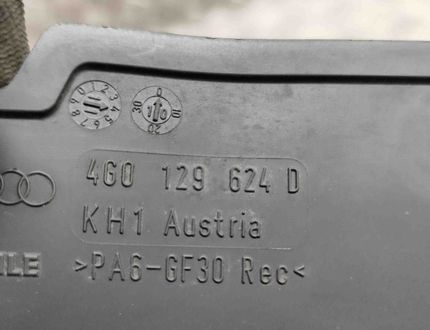 4G0 129 624 D
KH1 Austria
>PA6-GF30 Rec<